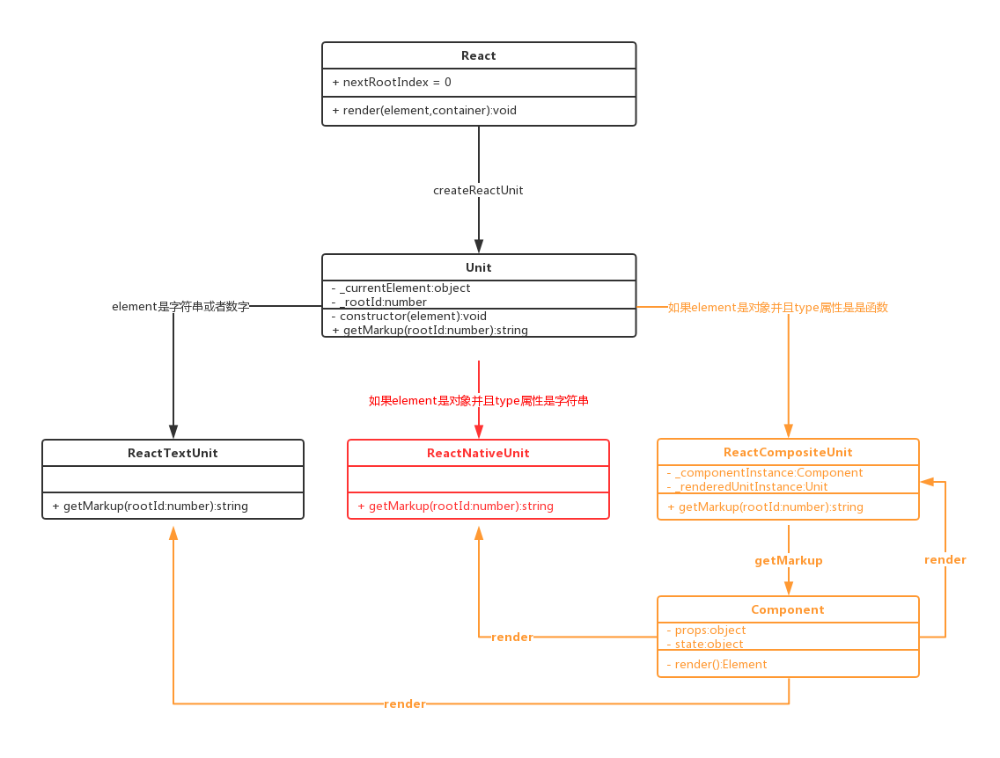 React
+ nextRootIndex = 0
+ render(element,container):void
createReactUnit
Unit
- _currentElement:object
- _rootId:number
- constructor(element):void
+ getMarkup(rootId:number):string
element是字符串或者数字
如果element是对象并且type属性是是函数
如果element是对象并且type属性是字符串
ReactTextUnit
+ getMarkup(rootId:number):string
ReactNativeUnit
+ getMarkup(rootId:number):string
ReactCompositeUnit
- _componentInstance:Component
- _renderedUnitInstance:Unit
+ getMarkup(rootId:number):string
getMarkup
render
Component
- props:object
- state:object
- render():Element
render
render